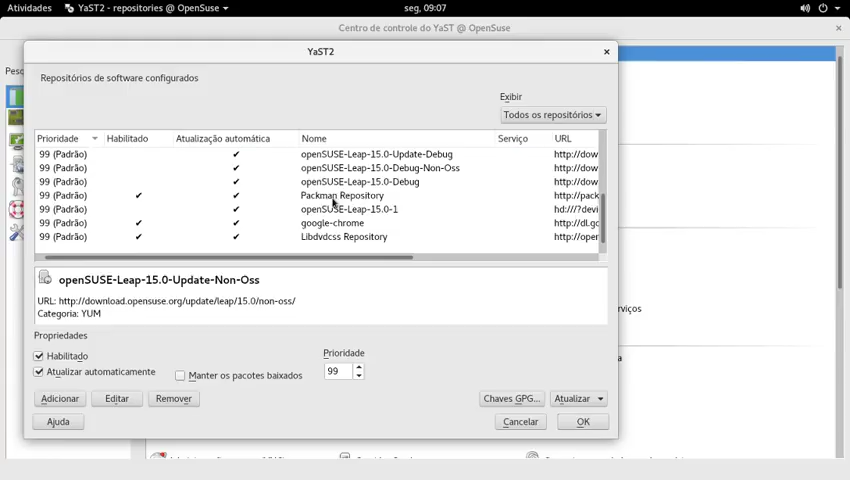 Atividades YaST2 - repositories @ OpenSuse seg, 09:07
Centro de controle do YaST @ OpenSuse
YaST2
Pesq
Repositórios de software configurados
Exibir
Todos os repositórios
Prioridade Habilitado Atualização automática Nome Serviço URL
99 (Padrão) ✔ openSUSE-Leap-15.0-Update-Debug http://dow
99 (Padrão) ✔ openSUSE-Leap-15.0-Debug-Non-Oss http://dow
99 (Padrão) ✔ openSUSE-Leap-15.0-Debug http://dow
99 (Padrão) ✔ ✔ Packman Repository http://pack
99 (Padrão) ✔ openSUSE-Leap-15.0-1 hd:///?devi
99 (Padrão) ✔ ✔ google-chrome http://dl.go
99 (Padrão) ✔ ✔ Libdvdcss Repository http://open
openSUSE-Leap-15.0-Update-Non-Oss
URL: http://download.opensuse.org/update/leap/15.0/non-oss/
Categoria: YUM
rviços
Propriedades
Habilitado
Atualizar automaticamente
Manter os pacotes baixados
Prioridade
99
a
Adicionar Editar Remover Chaves GPG... Atualizar
Ajuda Cancelar OK